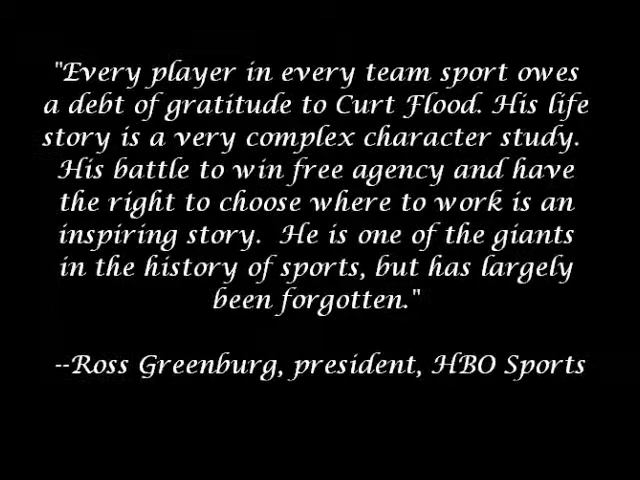 "Every player in every team sport owes
a debt of gratitude to Curt Flood. His life
story is a very complex character study.
His battle to win free agency and have
the right to choose where to work is an
inspiring story. He is one of the giants
in the history of sports, but has largely
been forgotten."
--Ross Greenburg, president, HBO Sports